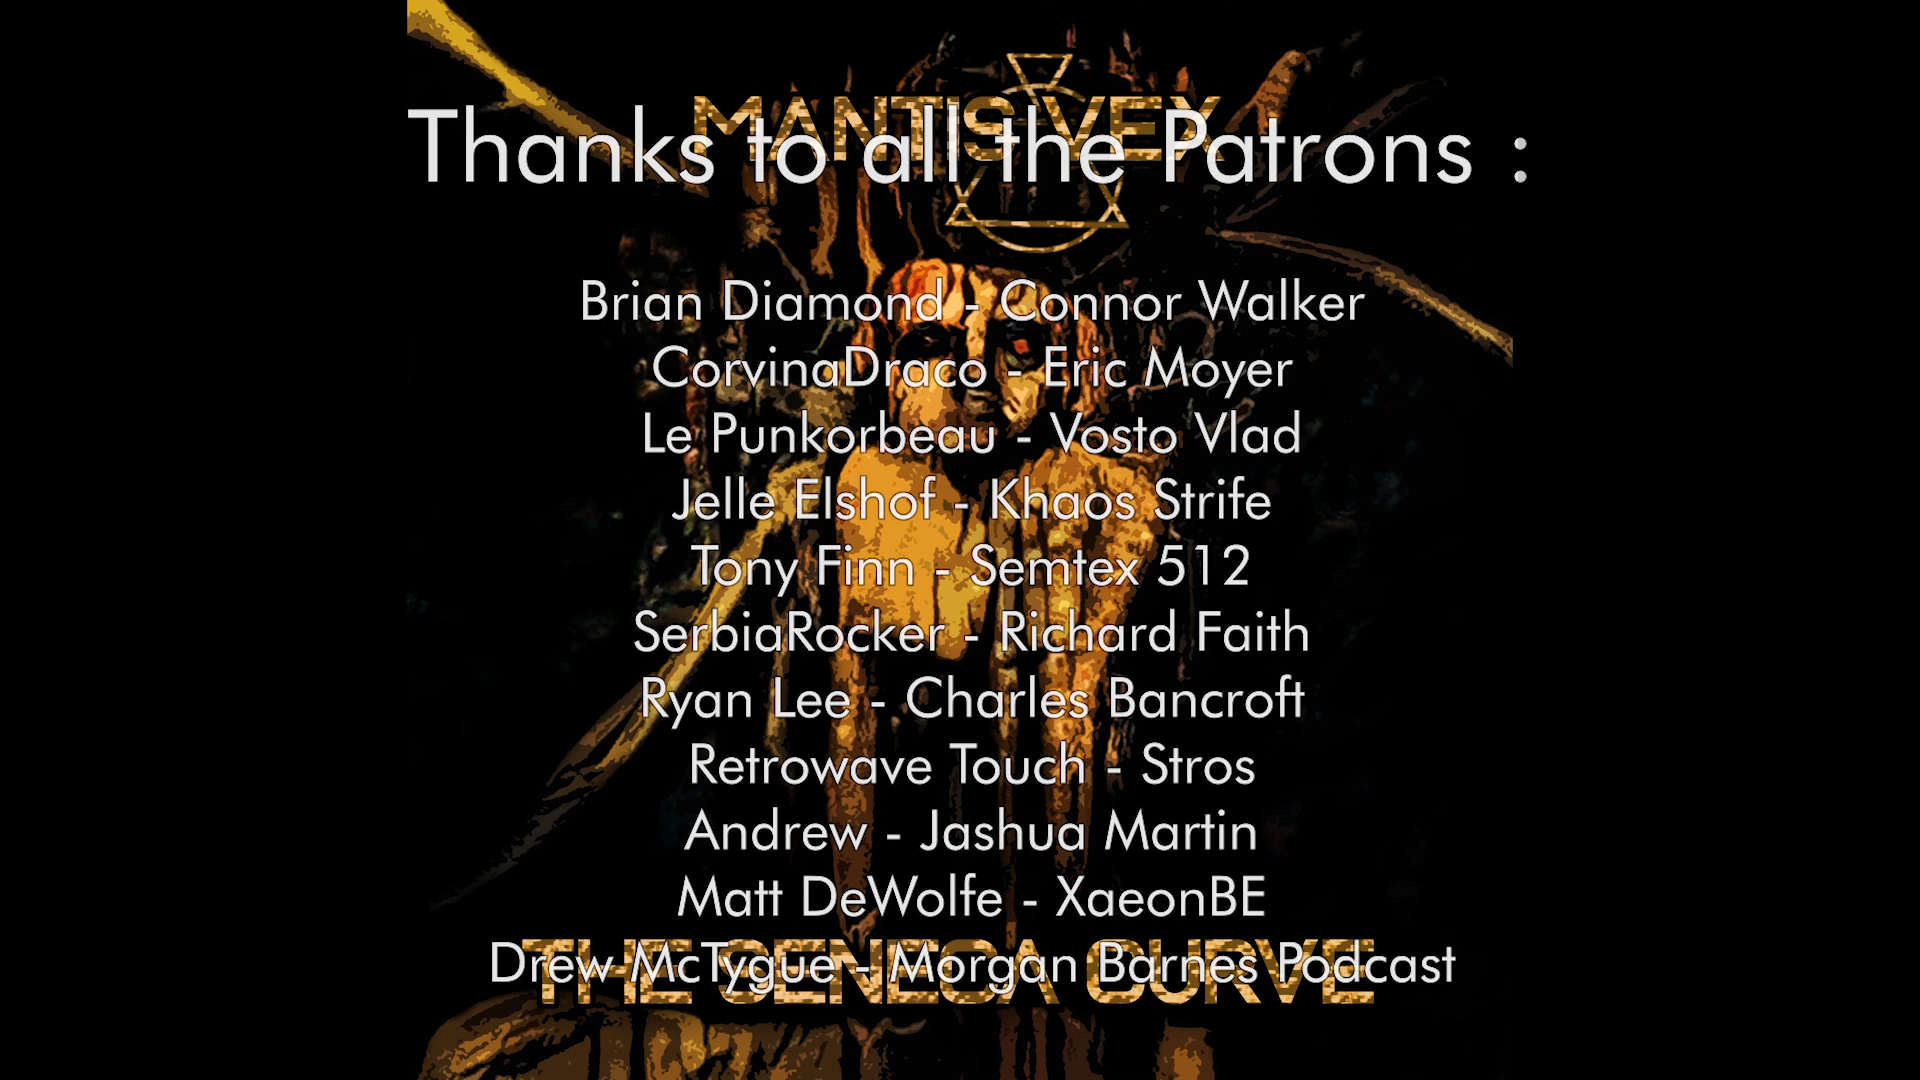 MANTIS VEX
Thanks to all the Patrons :
Brian Diamond - Connor Walker
CorvinaDraco - Eric Moyer
Le Punkorbeau - Vosto Vlad
Jelle Elshof - Khaos Strife
Tony Finn - Semtex 512
SerbiaRocker - Richard Faith
Ryan Lee - Charles Bancroft
Retrowave Touch - Stros
Andrew - Jashua Martin
Matt DeWolfe - XaeonBE
Drew McTygue - Morgan Barnes Podcast
THE SENECA CURVE